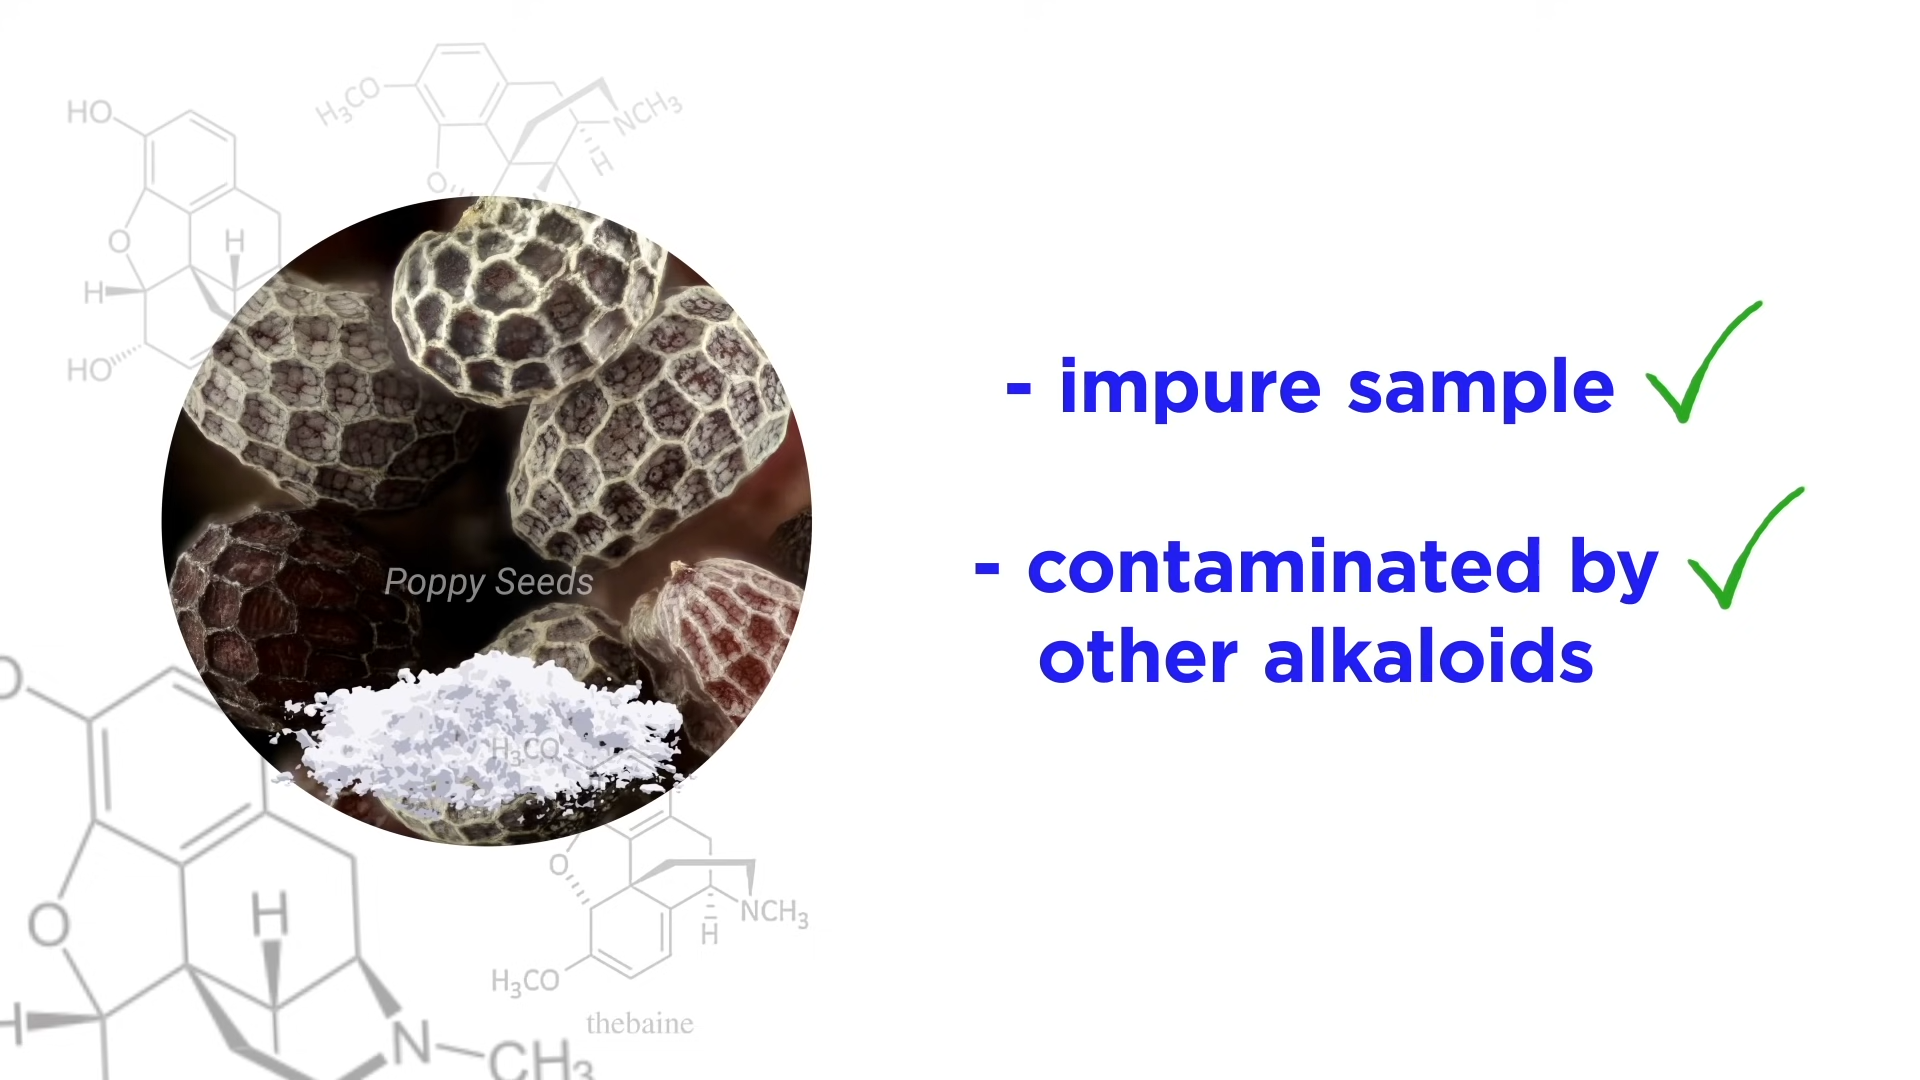 H₃CO
NCH₃
HO
H
O
O
H
H
HO
- impure sample
- contaminated by
other alkaloids
Poppy Seeds
O
H₃CO
O
H
O
NCH₃
H
H₃CO
H
thebaine
N
CH₃